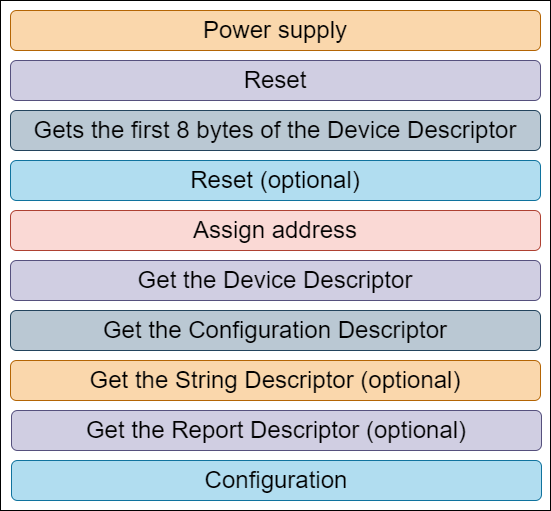 Power supply
Reset
Gets the first 8 bytes of the Device Descriptor
Reset (optional)
Assign address
Get the Device Descriptor
Get the Configuration Descriptor
Get the String Descriptor (optional)
Get the Report Descriptor (optional)
Configuration